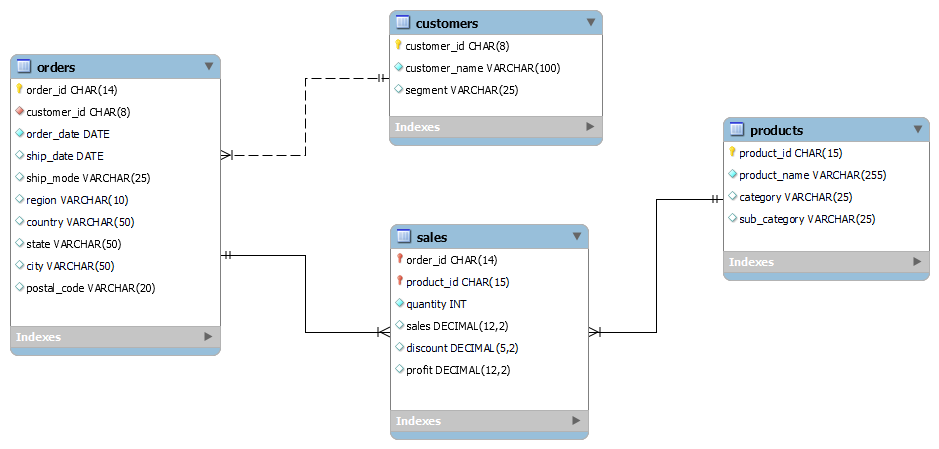 customers
customer_id CHAR(8)
customer_name VARCHAR(100)
segment VARCHAR(25)
Indexes
orders
order_id CHAR(14)
customer_id CHAR(8)
order_date DATE
ship_date DATE
ship_mode VARCHAR(25)
region VARCHAR(10)
country VARCHAR(50)
state VARCHAR(50)
city VARCHAR(50)
postal_code VARCHAR(20)
Indexes
products
product_id CHAR(15)
product_name VARCHAR(255)
category VARCHAR(25)
sub_category VARCHAR(25)
Indexes
sales
order_id CHAR(14)
product_id CHAR(15)
quantity INT
sales DECIMAL(12,2)
discount DECIMAL(5,2)
profit DECIMAL(12,2)
Indexes